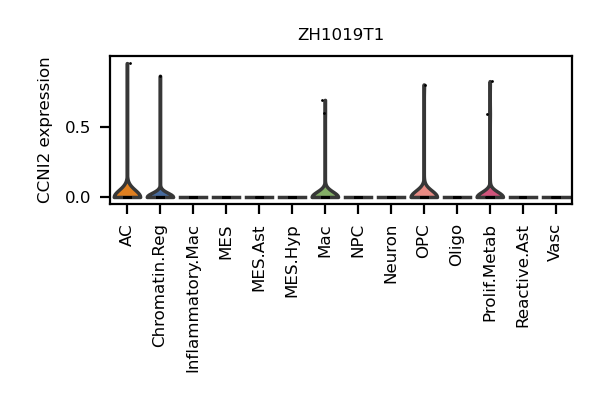 ZH1019T1
CCNI2 expression
0.5
0.0
AC
Chromatin.Reg
Inflammatory.Mac
MES
MES.Ast
MES.Hyp
Mac
NPC
Neuron
OPC
Oligo
Prolif.Metab
Reactive.Ast
Vasc